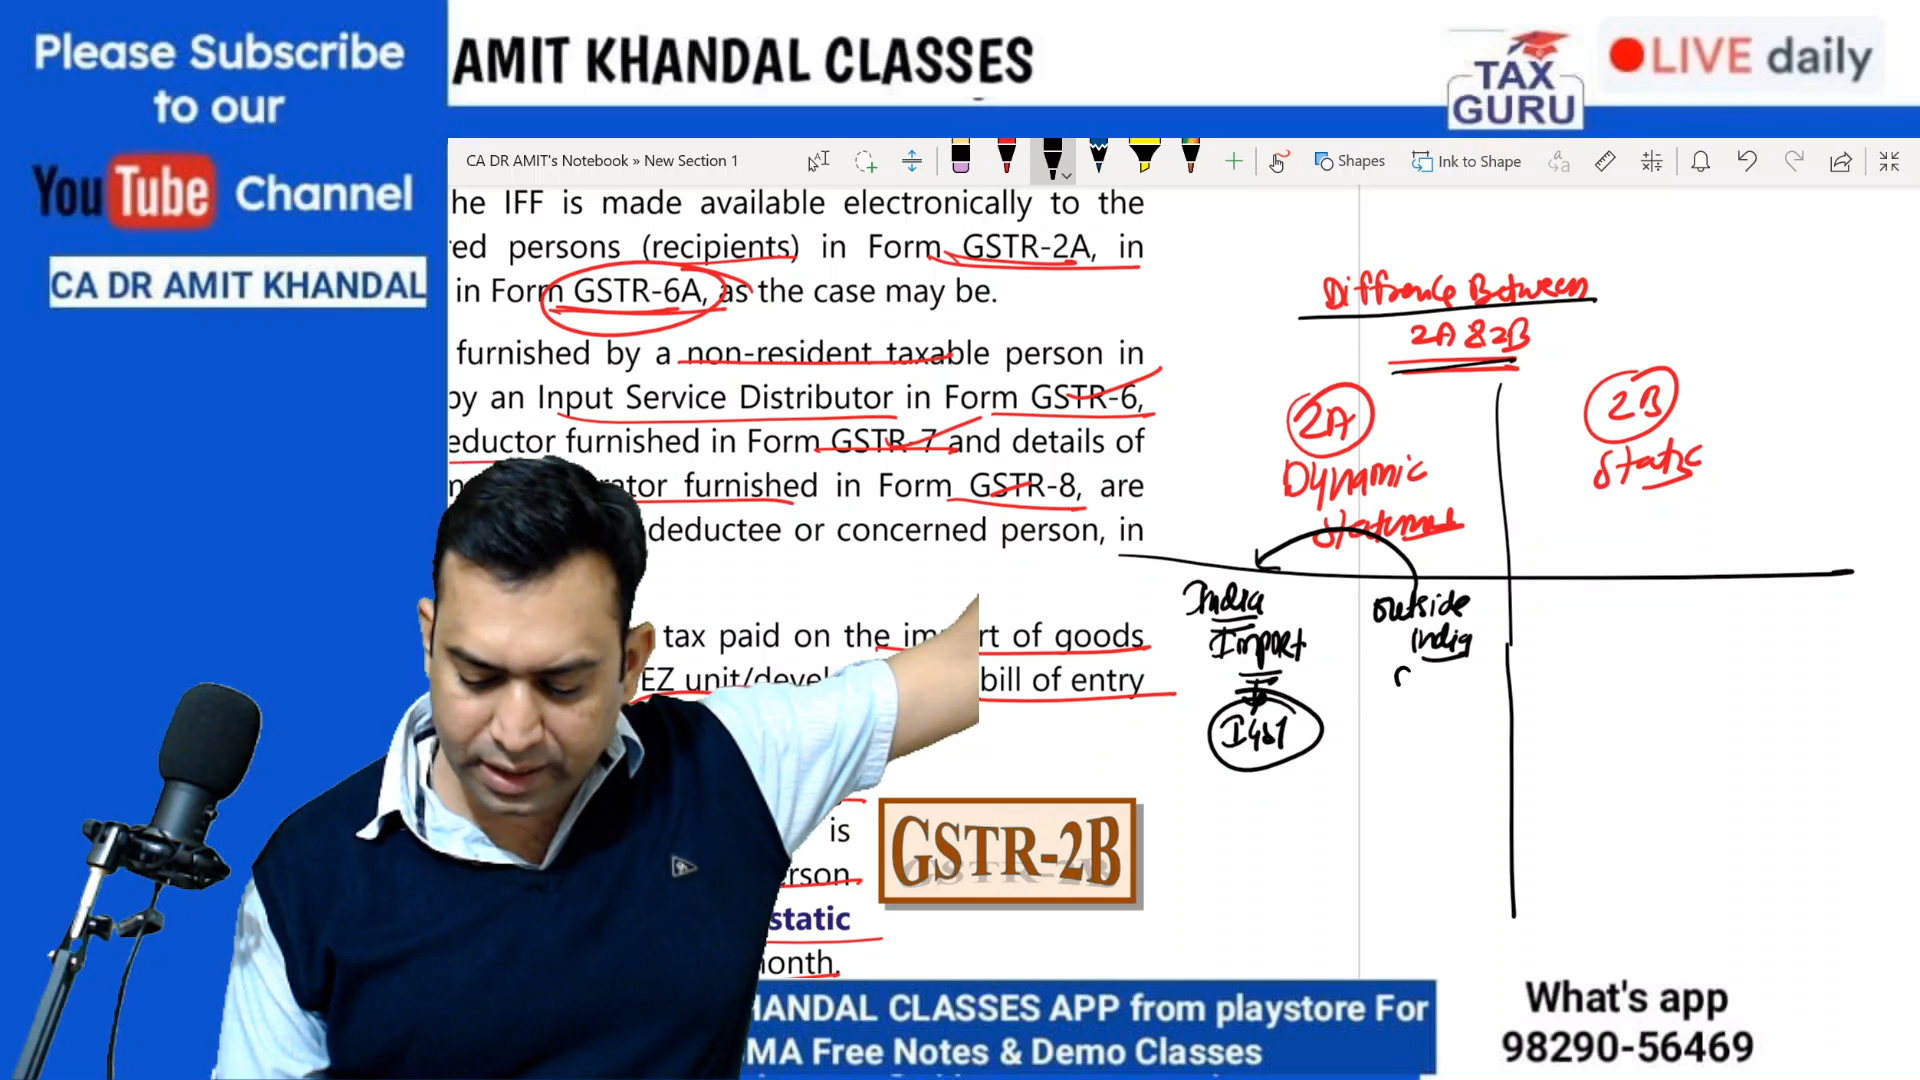 Please Subscribe
to our
YouTube Channel
CA DR AMIT KHANDAL
AMIT KHANDAL CLASSES
TAX
GURU
LIVE daily
CA DR AMIT's Notebook » New Section 1
Shapes
Ink to Shape
he IFF is made available electronically to the
ed persons (recipients) in Form GSTR-2A, in
in Form GSTR-6A, as the case may be.
furnished by a non-resident taxable person in
by an Input Service Distributor in Form GSTR-6,
eductor furnished in Form GSTR-7 and details of
ator furnished in Form GSTR-8, are
deductee or concerned person, in
tax paid on the import of goods
EZ unit/devel bill of entry
is
erson
static
month.
GSTR-2B
Diffrence Between
2A & 2B
2A
Dynamic
Statement
2B
Static
India
Import
IGST
Outside
India
HANDAL CLASSES APP from playstore For
MA Free Notes & Demo Classes
What's app
98290-56469